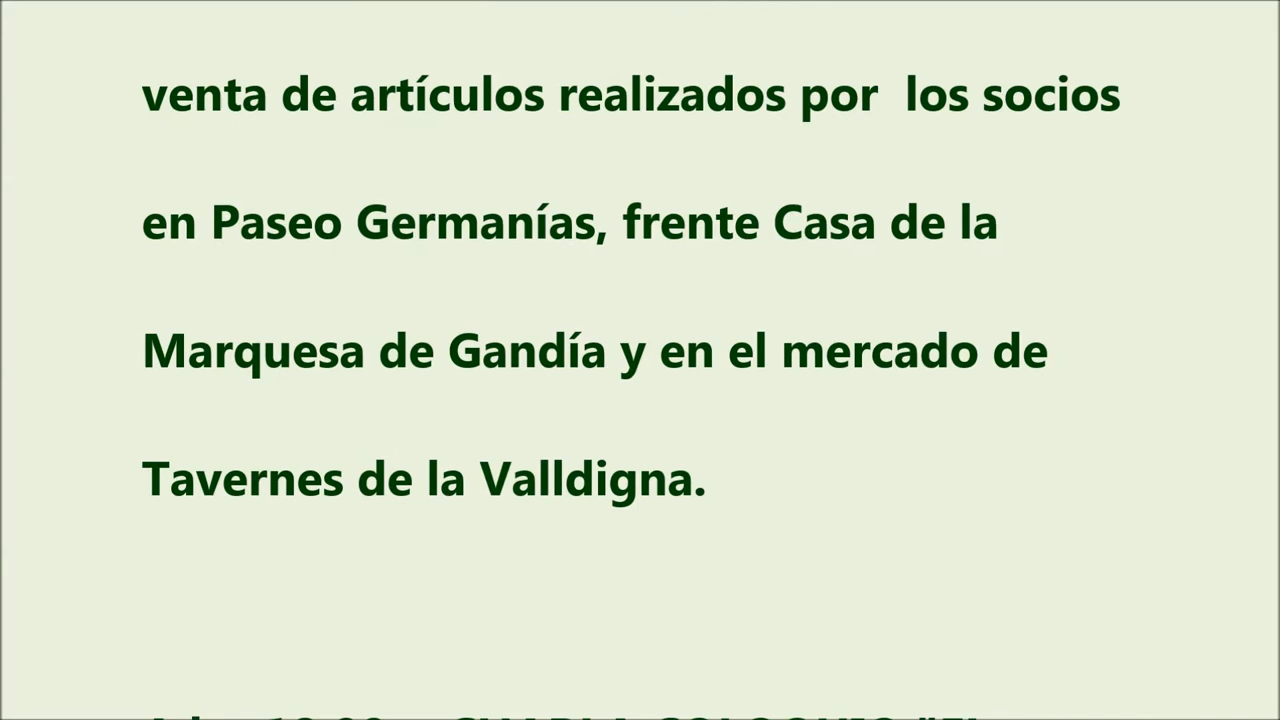 venta de artículos realizados por  los socios
en Paseo Germanías, frente Casa de la
Marquesa de Gandía y en el mercado de
Tavernes de la Valldigna.